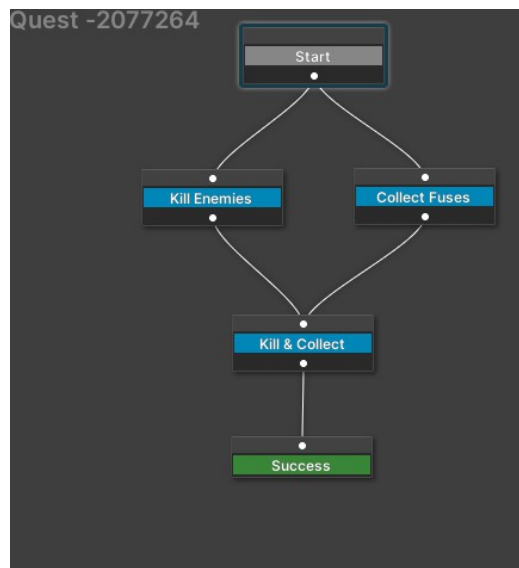 Quest -2077264
Start
Kill Enemies
Collect Fuses
Kill & Collect
Success